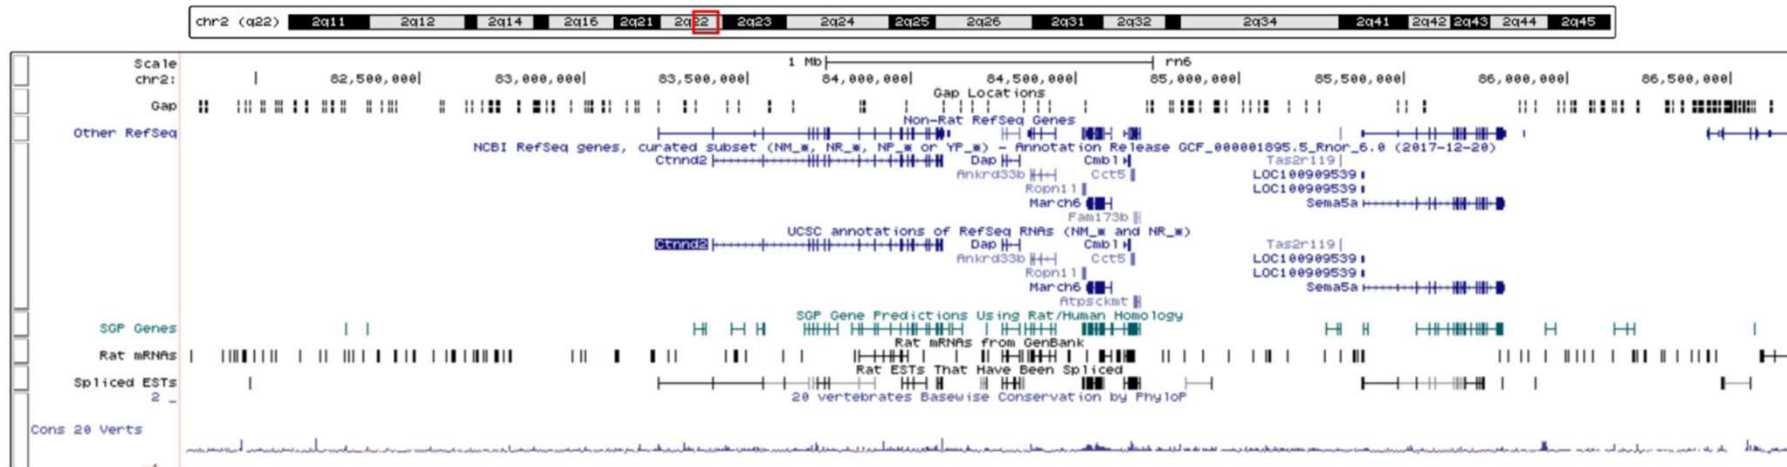 chr2 (q22) 2q11 2q12 2q14 2q16 2q21 2q22 2q23 2q24 2q25 2q26 2q31 2q32 2q34 2q41 2q42 2q43 2q44 2q45
Scale 1 Mb rn6
chr2: 82,500,000 83,000,000 83,500,000 84,000,000 84,500,000 85,000,000 85,500,000 86,000,000 86,500,000
Gap Locations
Gap
Non-Rat RefSeq Genes
Other RefSeq
NCBI RefSeq genes, curated subset (NM_*, NR_*, NP_* or YP_*) - Annotation Release GCF_000001895.5_Rnor_6.0 (2017-12-20)
Ctnnd2 Dap Cmbl Tas2r119
Ankrd33b Cct5 LOC100909539
Ropn1l LOC100909539
March6 Sema5a
Fam173b
UCSC annotations of RefSeq RNAs (NM_* and NR_*)
Ctnnd2 Dap Cmbl Tas2r119
Ankrd33b Cct5 LOC100909539
Ropn1l LOC100909539
March6 Sema5a
Atpsckmt
SGP Gene Predictions Using Rat/Human Homology
SGP Genes
Rat mRNAs from GenBank
Rat mRNAs
Rat ESTs That Have Been Spliced
Spliced ESTs
2 _ 20 vertebrates Basewise Conservation by PhyloP
Cons 20 Verts